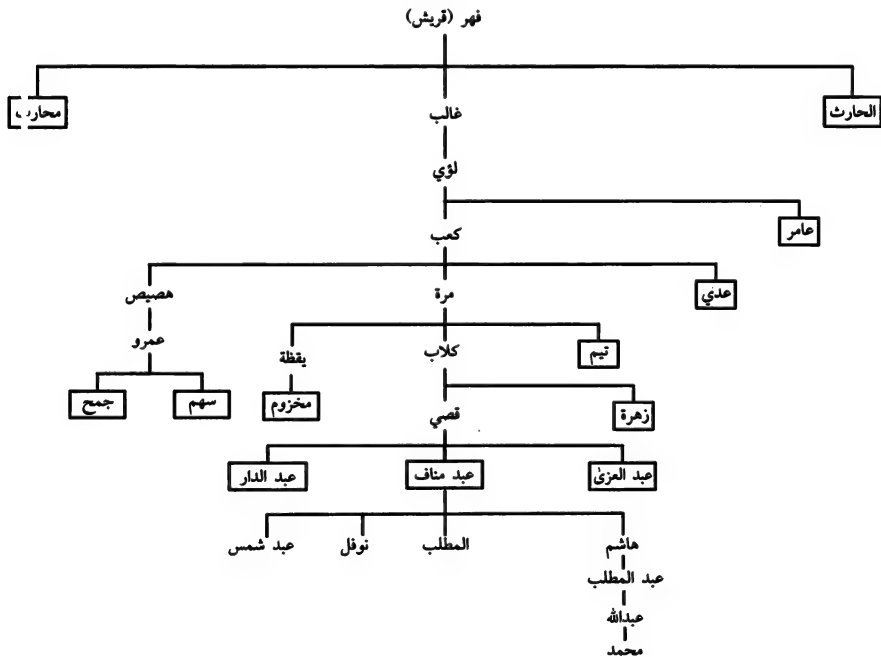 فهر (قريش)
الحارث
غالب
محارب
لؤي
عامر
كعب
عدي
مرة
هصيص
تيم
كلاب
يقظة
عمرو
زهرة
قصي
مخزوم
سهم
جمح
عبد العزىٰ
عبد مناف
عبد الدار
هاشم
المطلب
نوفل
عبد شمس
عبد المطلب
عبدالله
محمد